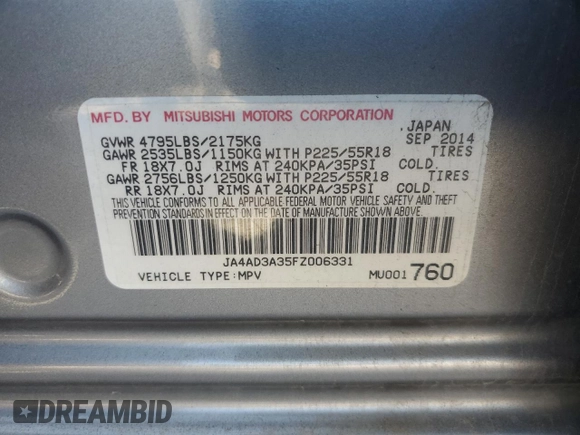 MFD. BY MITSUBISHI MOTORS CORPORATION
JAPAN
GVWR 4795LBS/2175KG SEP 2014
GAWR 2535LBS/1150KG WITH P225/55R18 TIRES
FR 18X7.0J RIMS AT 240KPA/35PSI COLD.
GAWR 2756LBS/1250KG WITH P225/55R18 TIRES
RR 18X7.0J RIMS AT 240KPA/35PSI COLD.
THIS VEHICLE CONFORMS TO ALL APPLICABLE FEDERAL MOTOR VEHICLE SAFETY AND
THEFT PREVENTION STANDARDS IN EFFECT ON THE DATE OF MANUFACTURE SHOWN ABOVE.
JA4AD3A35FZ006331
VEHICLE TYPE:MPV MU001760
DREAMBID